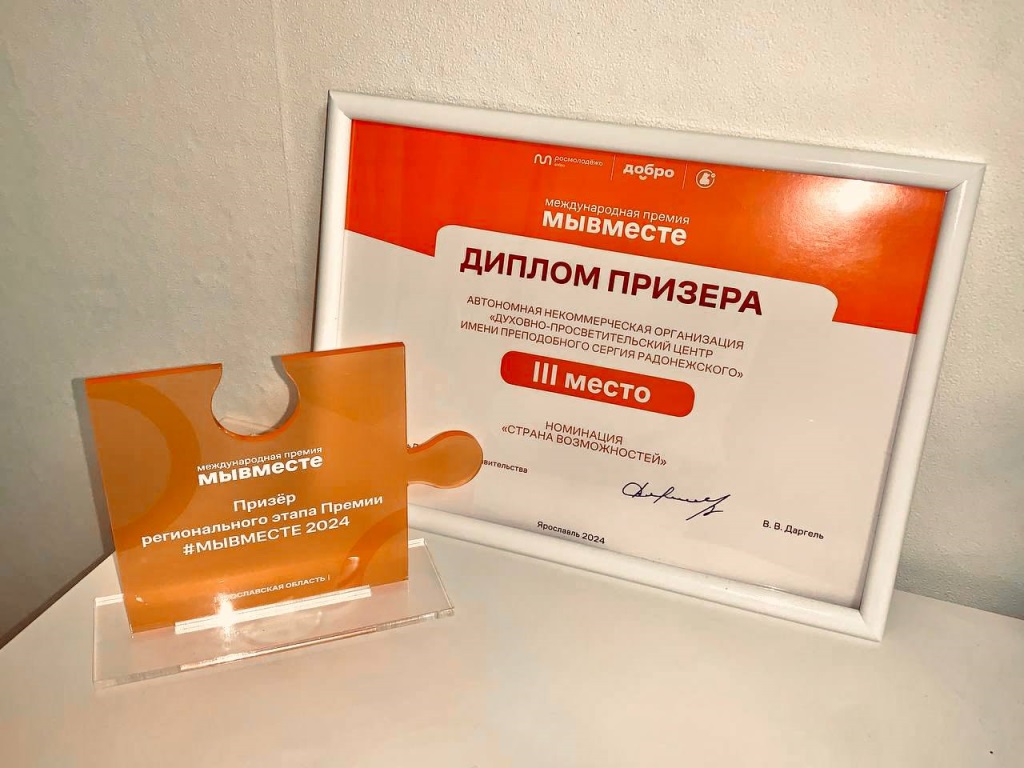 росмолодёжь
добро
международная премия
мывместе
ДИПЛОМ ПРИЗЕРА
АВТОНОМНАЯ НЕКОММЕРЧЕСКАЯ ОРГАНИЗАЦИЯ
«ДУХОВНО-ПРОСВЕТИТЕЛЬСКИЙ ЦЕНТР
ИМЕНИ ПРЕПОДОБНОГО СЕРГИЯ РАДОНЕЖСКОГО»
III место
НОМИНАЦИЯ
«СТРАНА ВОЗМОЖНОСТЕЙ»
В. В. Даргель
Ярославль 2024
международная премия
мывместе
Призёр
регионального этапа Премии
#МЫВМЕСТЕ 2024
ОБЛАСТЬ |